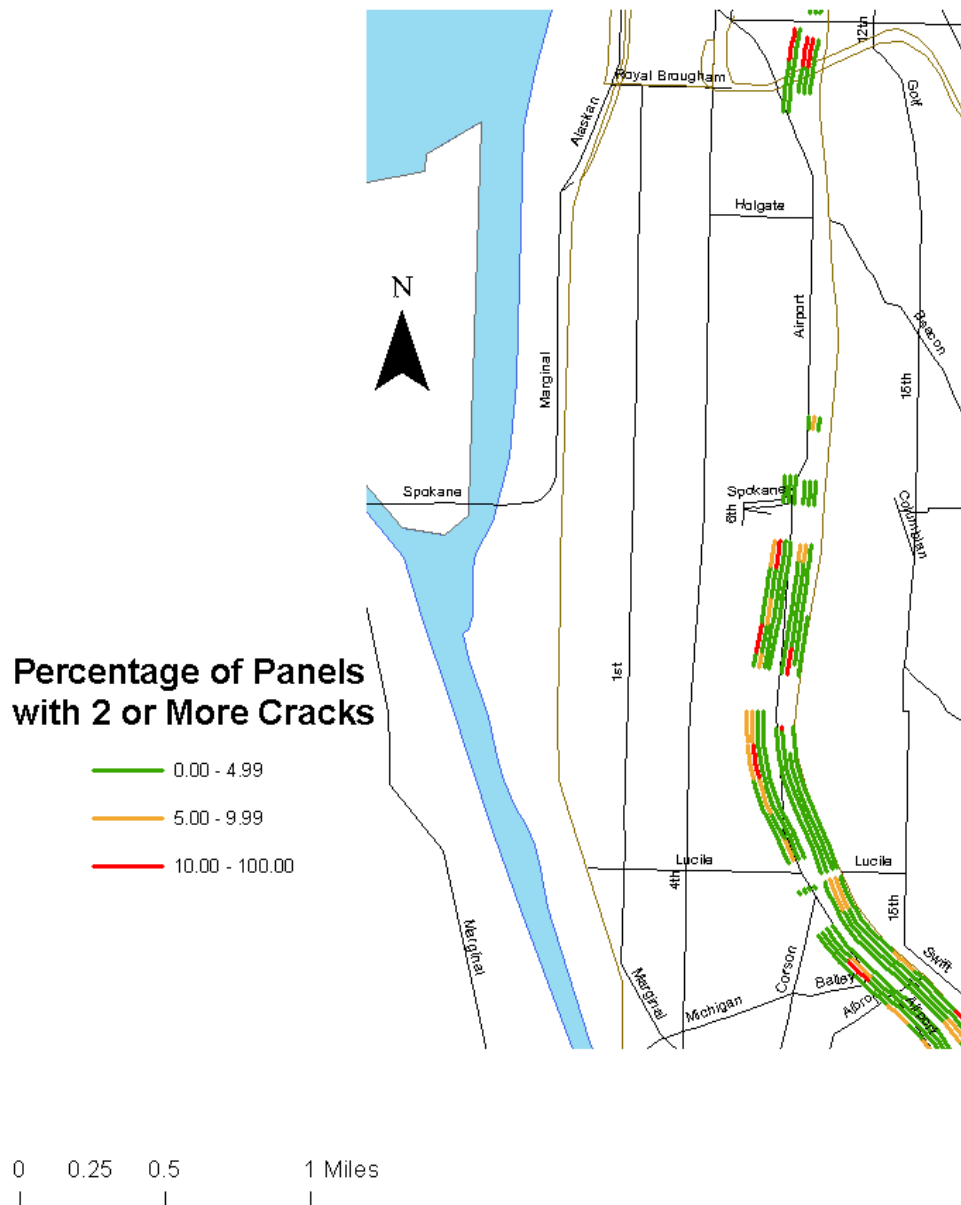 12th
Royal Brougham
Golf
Alaskan
Holgate
N
Airport
Beacon
Marginal
15th
Spokane
Spokane
6th
Columbian
Percentage of Panels
with 2 or More Cracks
0.00 - 4.99
5.00 - 9.99
10.00 - 100.00
1st
4th
Lucile
Lucile
15th
Marginal
Swift
Corson
Marginal
Michigan
Bailey
Albro
Airport
0 0.25 0.5 1 Miles